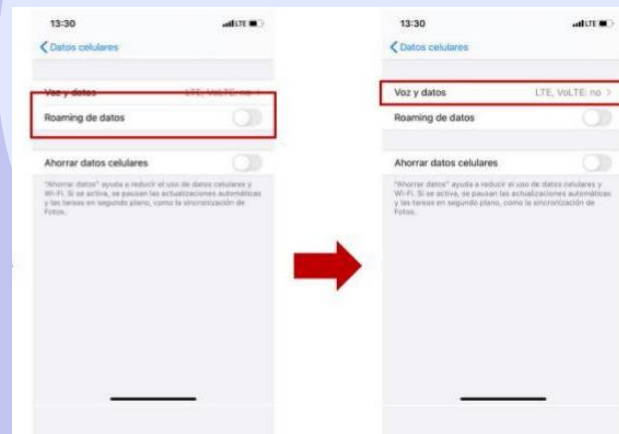 13:30
LTE
Datos celulares
Voz y datos LTE, VoLTE: no
Roaming de datos
Ahorrar datos celulares
"Ahorrar datos" ayuda a reducir el uso de datos celulares y
Wi-Fi. Si se activa, se pausan las actualizaciones automáticas
y las tareas en segundo plano, como la sincronización de
Fotos.
13:30
LTE
Datos celulares
Voz y datos LTE, VoLTE: no
Roaming de datos
Ahorrar datos celulares
"Ahorrar datos" ayuda a reducir el uso de datos celulares y
Wi-Fi. Si se activa, se pausan las actualizaciones automáticas
y las tareas en segundo plano, como la sincronización de
Fotos.